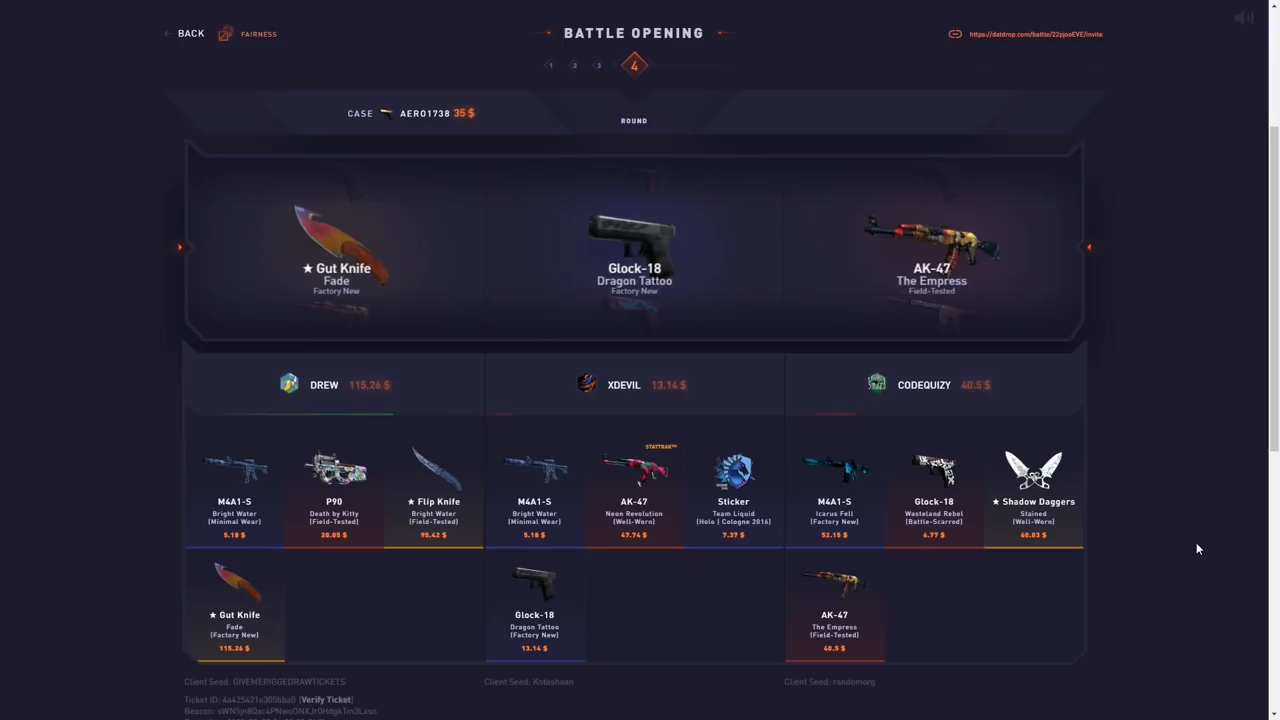 BACK
FAIRNESS
BATTLE OPENING
https://datdrop.com/battle/22pjooEVE/invite
1 2 3 4
CASE AERO1738 35 $
ROUND
★ Gut Knife
Fade
Factory New
Glock-18
Dragon Tattoo
Factory New
AK-47
The Empress
Field-Tested
DREW 115.26 $
XDEVIL 13.14 $
CODEQUIZY 40.5 $
M4A1-S
Bright Water
(Minimal Wear)
5.18 $
P90
Death by Kitty
(Field-Tested)
20.05 $
★ Flip Knife
Bright Water
(Field-Tested)
95.42 $
M4A1-S
Bright Water
(Minimal Wear)
5.18 $
STATTRAK™
AK-47
Neon Revolution
(Well-Worn)
47.74 $
Sticker
Team Liquid
(Holo | Cologne 2016)
7.37 $
M4A1-S
Icarus Fell
(Factory New)
52.15 $
Glock-18
Wasteland Rebel
(Battle-Scarred)
6.77 $
★ Shadow Daggers
Stained
(Well-Worn)
60.03 $
★ Gut Knife
Fade
(Factory New)
115.26 $
Glock-18
Dragon Tattoo
(Factory New)
13.14 $
AK-47
The Empress
(Field-Tested)
40.5 $
Client Seed: GIVEMERIGGEDRAWTICKETS
Client Seed: Kotashaan
Client Seed: randomorg
Ticket ID: 4a425421e305bba0 [Verify Ticket]
Beacon: